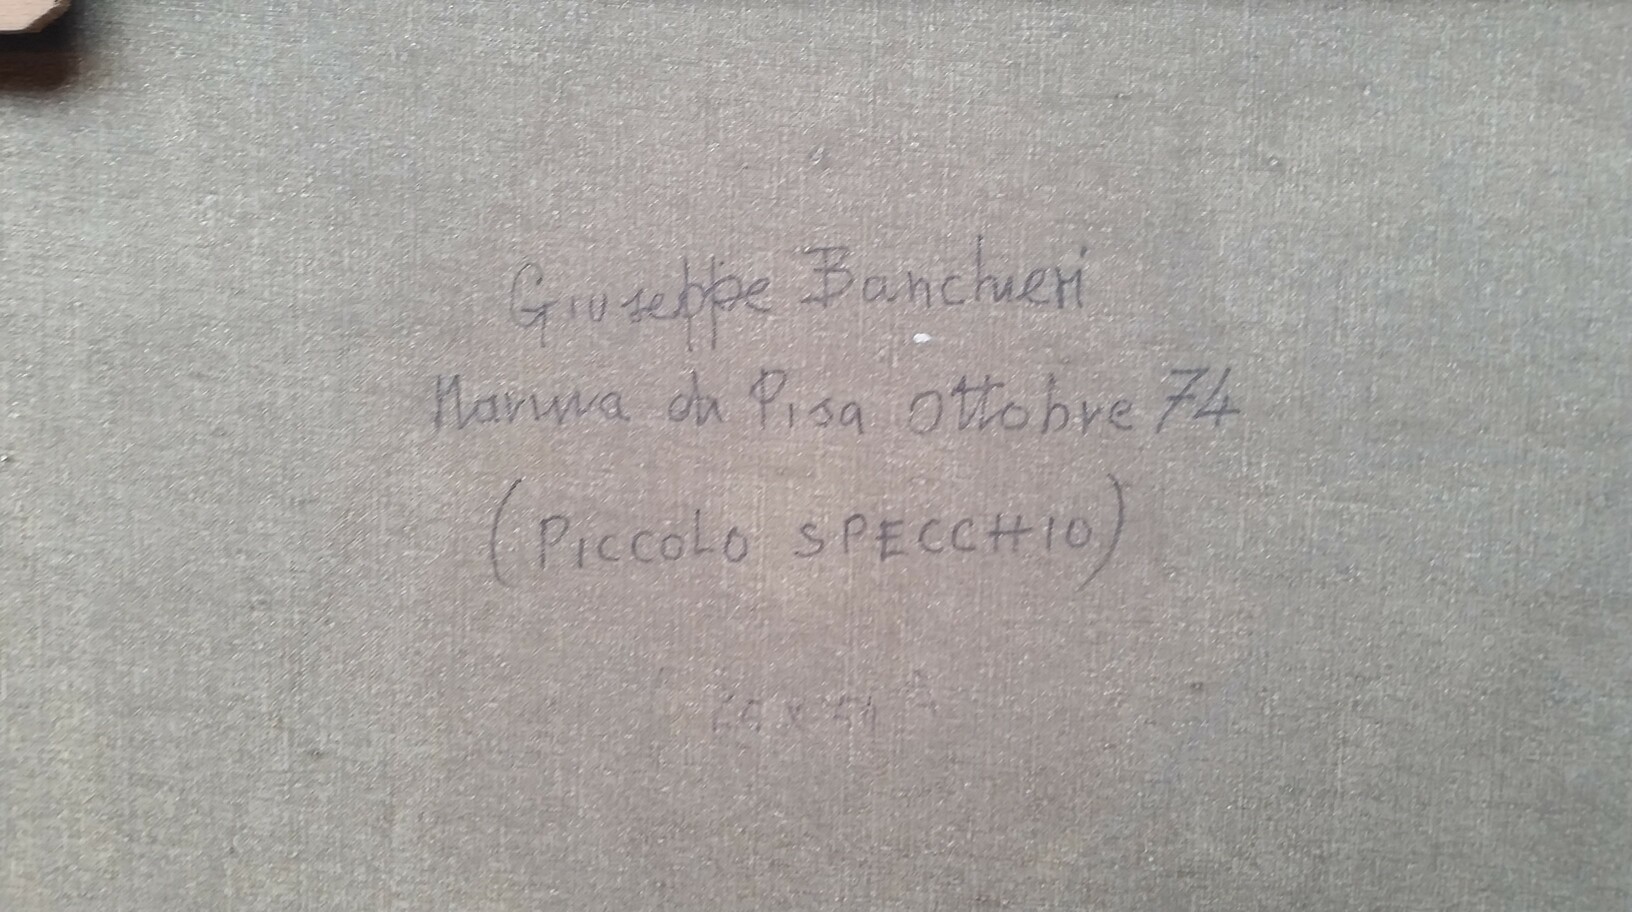 Giuseppe Banchieri
Marina di Pisa Ottobre 74
(PICCOLO SPECCHIO)